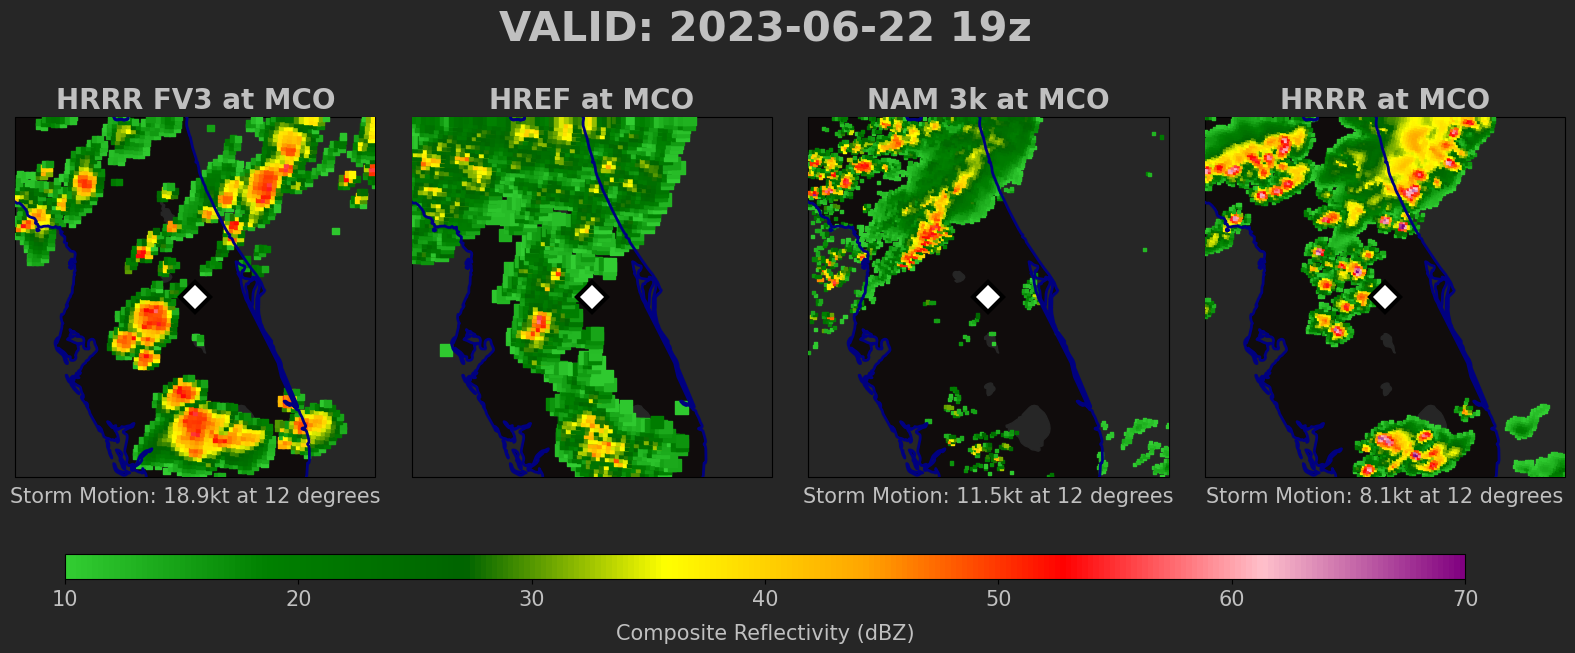 VALID: 2023-06-22 19z
HRRR FV3 at MCO
HREF at MCO
NAM 3k at MCO
HRRR at MCO
Storm Motion: 18.9kt at 12 degrees
Storm Motion: 11.5kt at 12 degrees
Storm Motion: 8.1kt at 12 degrees
10 20 30 40 50 60 70
Composite Reflectivity (dBZ)